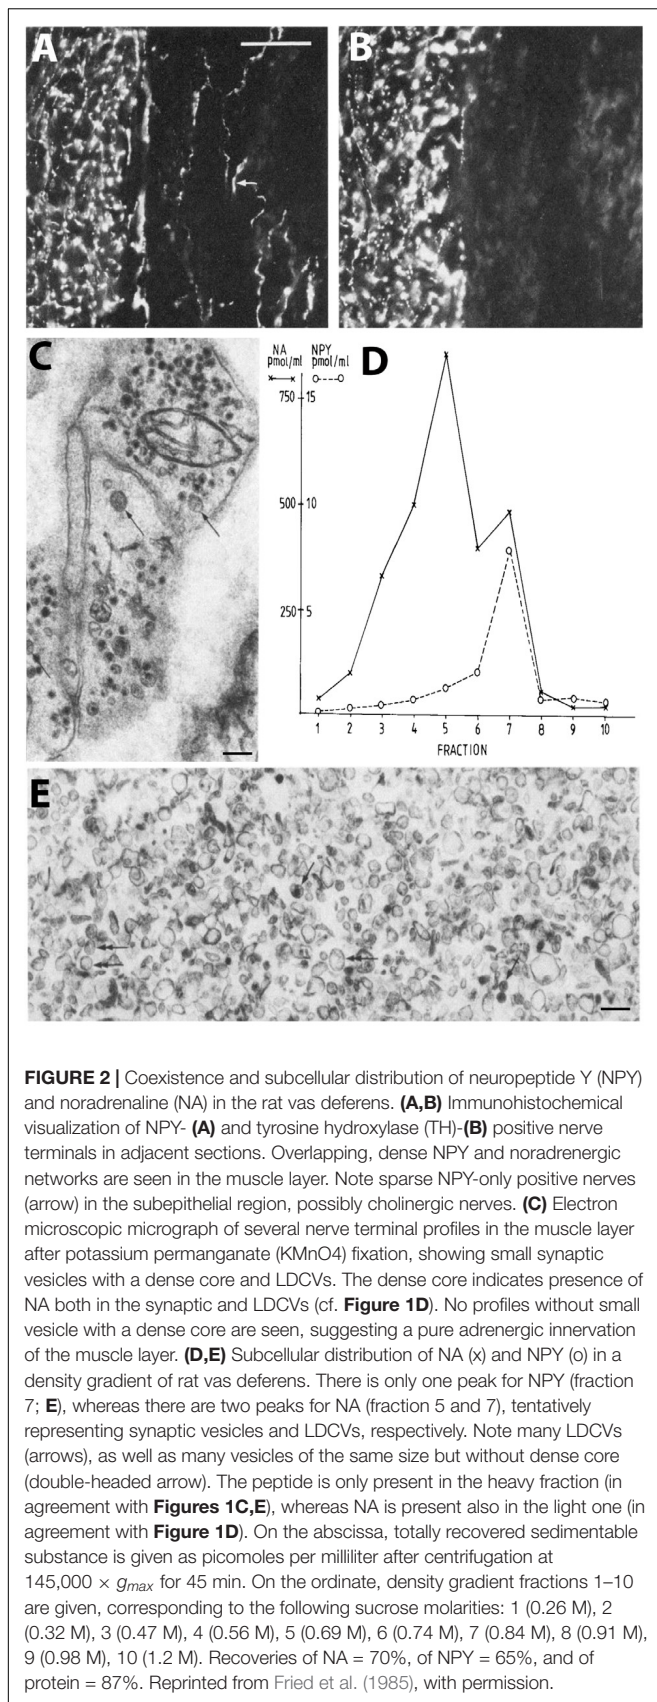 A
B
C
NA NPY
pmol/ml pmol/ml
D
750 15
500 10
250 5
1 2 3 4 5 6 7 8 9 10
FRACTION
E
FIGURE 2 | Coexistence and subcellular distribution of neuropeptide Y (NPY)
and noradrenaline (NA) in the rat vas deferens. (A,B) Immunohistochemical
visualization of NPY- (A) and tyrosine hydroxylase (TH)-(B) positive nerve
terminals in adjacent sections. Overlapping, dense NPY and noradrenergic
networks are seen in the muscle layer. Note sparse NPY-only positive nerves
(arrow) in the subepithelial region, possibly cholinergic nerves. (C) Electron
microscopic micrograph of several nerve terminal profiles in the muscle layer
after potassium permanganate (KMnO4) fixation, showing small synaptic
vesicles with a dense core and LDCVs. The dense core indicates presence of
NA both in the synaptic and LDCVs (cf. Figure 1D). No profiles without small
vesicle with a dense core are seen, suggesting a pure adrenergic innervation
of the muscle layer. (D,E) Subcellular distribution of NA (x) and NPY (o) in a
density gradient of rat vas deferens. There is only one peak for NPY (fraction
7; E), whereas there are two peaks for NA (fraction 5 and 7), tentatively
representing synaptic vesicles and LDCVs, respectively. Note many LDCVs
(arrows), as well as many vesicles of the same size but without dense core
(double-headed arrow). The peptide is only present in the heavy fraction (in
agreement with Figures 1C,E), whereas NA is present also in the light one (in
agreement with Figure 1D). On the abscissa, totally recovered sedimentable
substance is given as picomoles per milliliter after centrifugation at
145,000 × gmax for 45 min. On the ordinate, density gradient fractions 1–10
are given, corresponding to the following sucrose molarities: 1 (0.26 M), 2
(0.32 M), 3 (0.47 M), 4 (0.56 M), 5 (0.69 M), 6 (0.74 M), 7 (0.84 M), 8 (0.91 M),
9 (0.98 M), 10 (1.2 M). Recoveries of NA = 70%, of NPY = 65%, and of
protein = 87%. Reprinted from Fried et al. (1985), with permission.